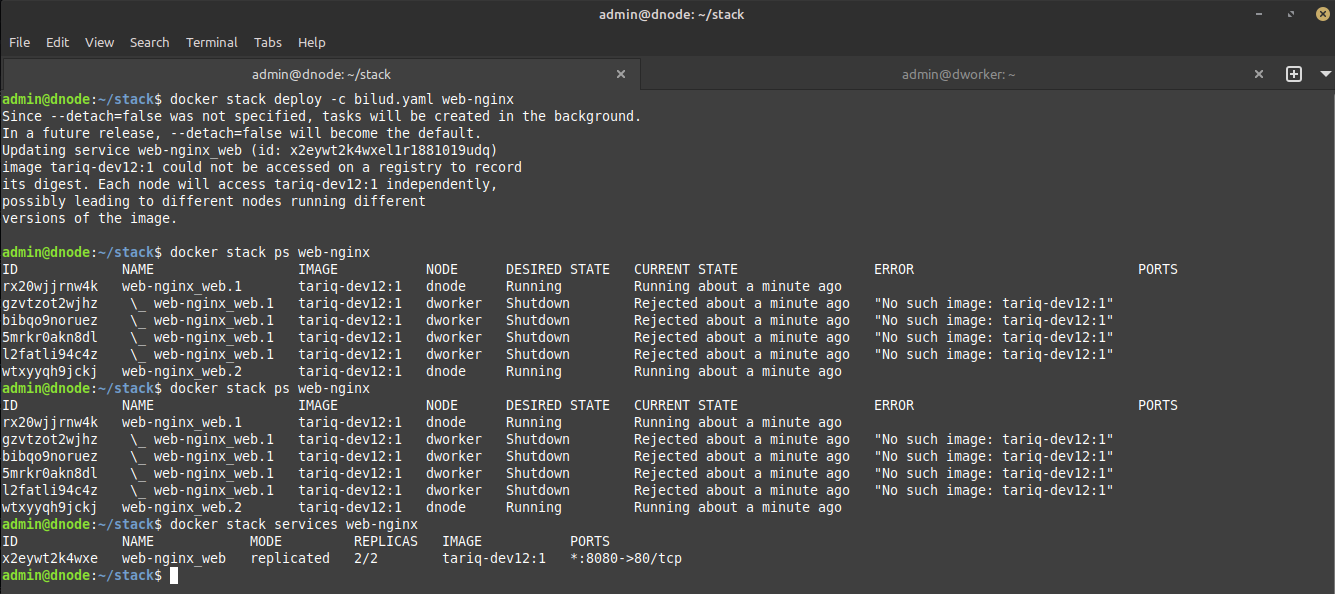 admin@dnode: ~/stack
File Edit View Search Terminal Tabs Help
admin@dnode: ~/stack admin@dworker: ~
admin@dnode:~/stack$ docker stack deploy -c bilud.yaml web-nginx
Since --detach=false was not specified, tasks will be created in the background.
In a future release, --detach=false will become the default.
Updating service web-nginx_web (id: x2eywt2k4wxel1r1881019udq)
image tariq-dev12:1 could not be accessed on a registry to record
its digest. Each node will access tariq-dev12:1 independently,
possibly leading to different nodes running different
versions of the image.
admin@dnode:~/stack$ docker stack ps web-nginx
ID NAME IMAGE NODE DESIRED STATE CURRENT STATE ERROR PORTS
rx20wjjrnw4k web-nginx_web.1 tariq-dev12:1 dnode Running Running about a minute ago
gzvtzot2wjhz \_ web-nginx_web.1 tariq-dev12:1 dworker Shutdown Rejected about a minute ago "No such image: tariq-dev12:1"
bibqo9noruez \_ web-nginx_web.1 tariq-dev12:1 dworker Shutdown Rejected about a minute ago "No such image: tariq-dev12:1"
5mrkr0akn8dl \_ web-nginx_web.1 tariq-dev12:1 dworker Shutdown Rejected about a minute ago "No such image: tariq-dev12:1"
l2fatli94c4z \_ web-nginx_web.1 tariq-dev12:1 dworker Shutdown Rejected about a minute ago "No such image: tariq-dev12:1"
wtxyyqh9jckj web-nginx_web.2 tariq-dev12:1 dnode Running Running about a minute ago
admin@dnode:~/stack$ docker stack ps web-nginx
ID NAME IMAGE NODE DESIRED STATE CURRENT STATE ERROR PORTS
rx20wjjrnw4k web-nginx_web.1 tariq-dev12:1 dnode Running Running about a minute ago
gzvtzot2wjhz \_ web-nginx_web.1 tariq-dev12:1 dworker Shutdown Rejected about a minute ago "No such image: tariq-dev12:1"
bibqo9noruez \_ web-nginx_web.1 tariq-dev12:1 dworker Shutdown Rejected about a minute ago "No such image: tariq-dev12:1"
5mrkr0akn8dl \_ web-nginx_web.1 tariq-dev12:1 dworker Shutdown Rejected about a minute ago "No such image: tariq-dev12:1"
l2fatli94c4z \_ web-nginx_web.1 tariq-dev12:1 dworker Shutdown Rejected about a minute ago "No such image: tariq-dev12:1"
wtxyyqh9jckj web-nginx_web.2 tariq-dev12:1 dnode Running Running about a minute ago
admin@dnode:~/stack$ docker stack services web-nginx
ID NAME MODE REPLICAS IMAGE PORTS
x2eywt2k4wxe web-nginx_web replicated 2/2 tariq-dev12:1 *:8080->80/tcp
admin@dnode:~/stack$